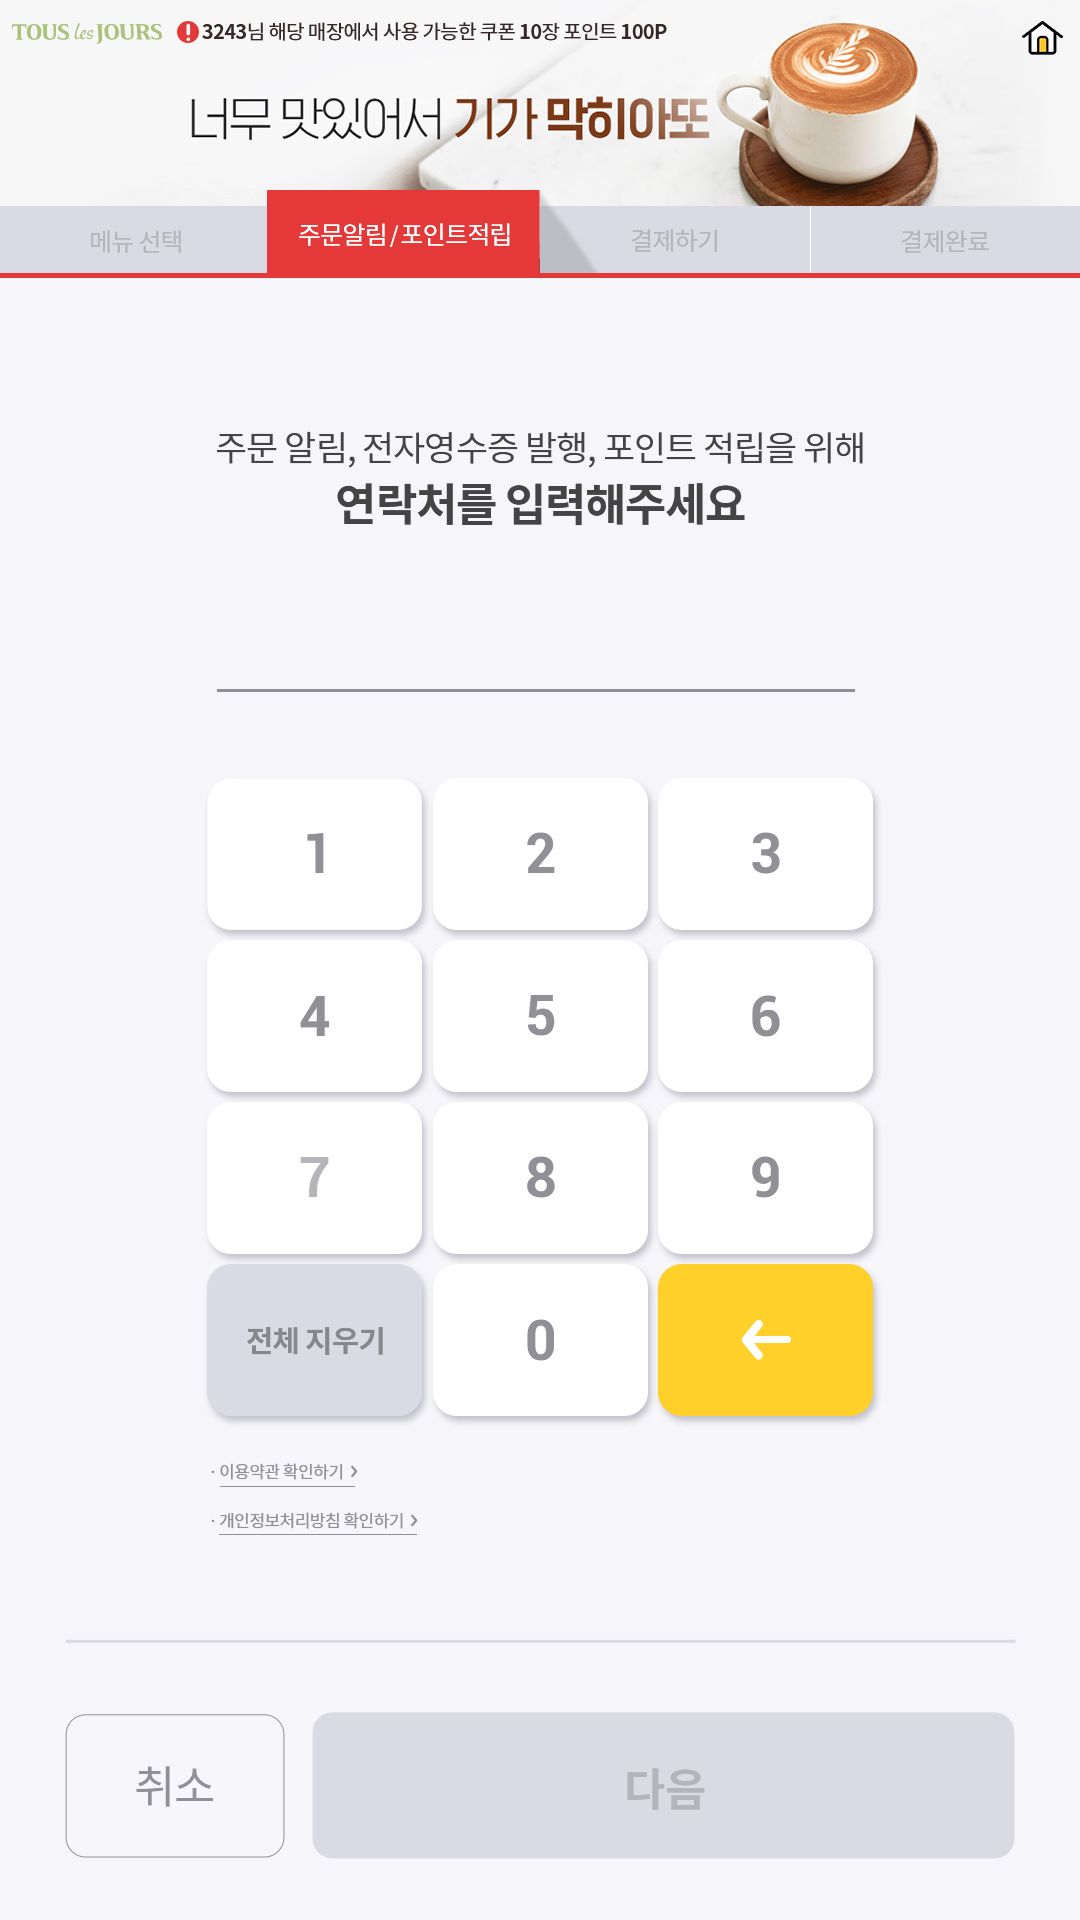 TOUS les JOURS 3243님 해당 매장에서 사용 가능한 쿠폰 10장 포인트 100P
너무 맛있어서 기가 막히아또
메뉴 선택 주문알림/포인트적립 결제하기 결제완료
주문 알림, 전자영수증 발행, 포인트 적립을 위해
연락처를 입력해주세요
1 2 3
4 5 6
7 8 9
전체 지우기 0
· 이용약관 확인하기 >
· 개인정보처리방침 확인하기 >
취소 다음